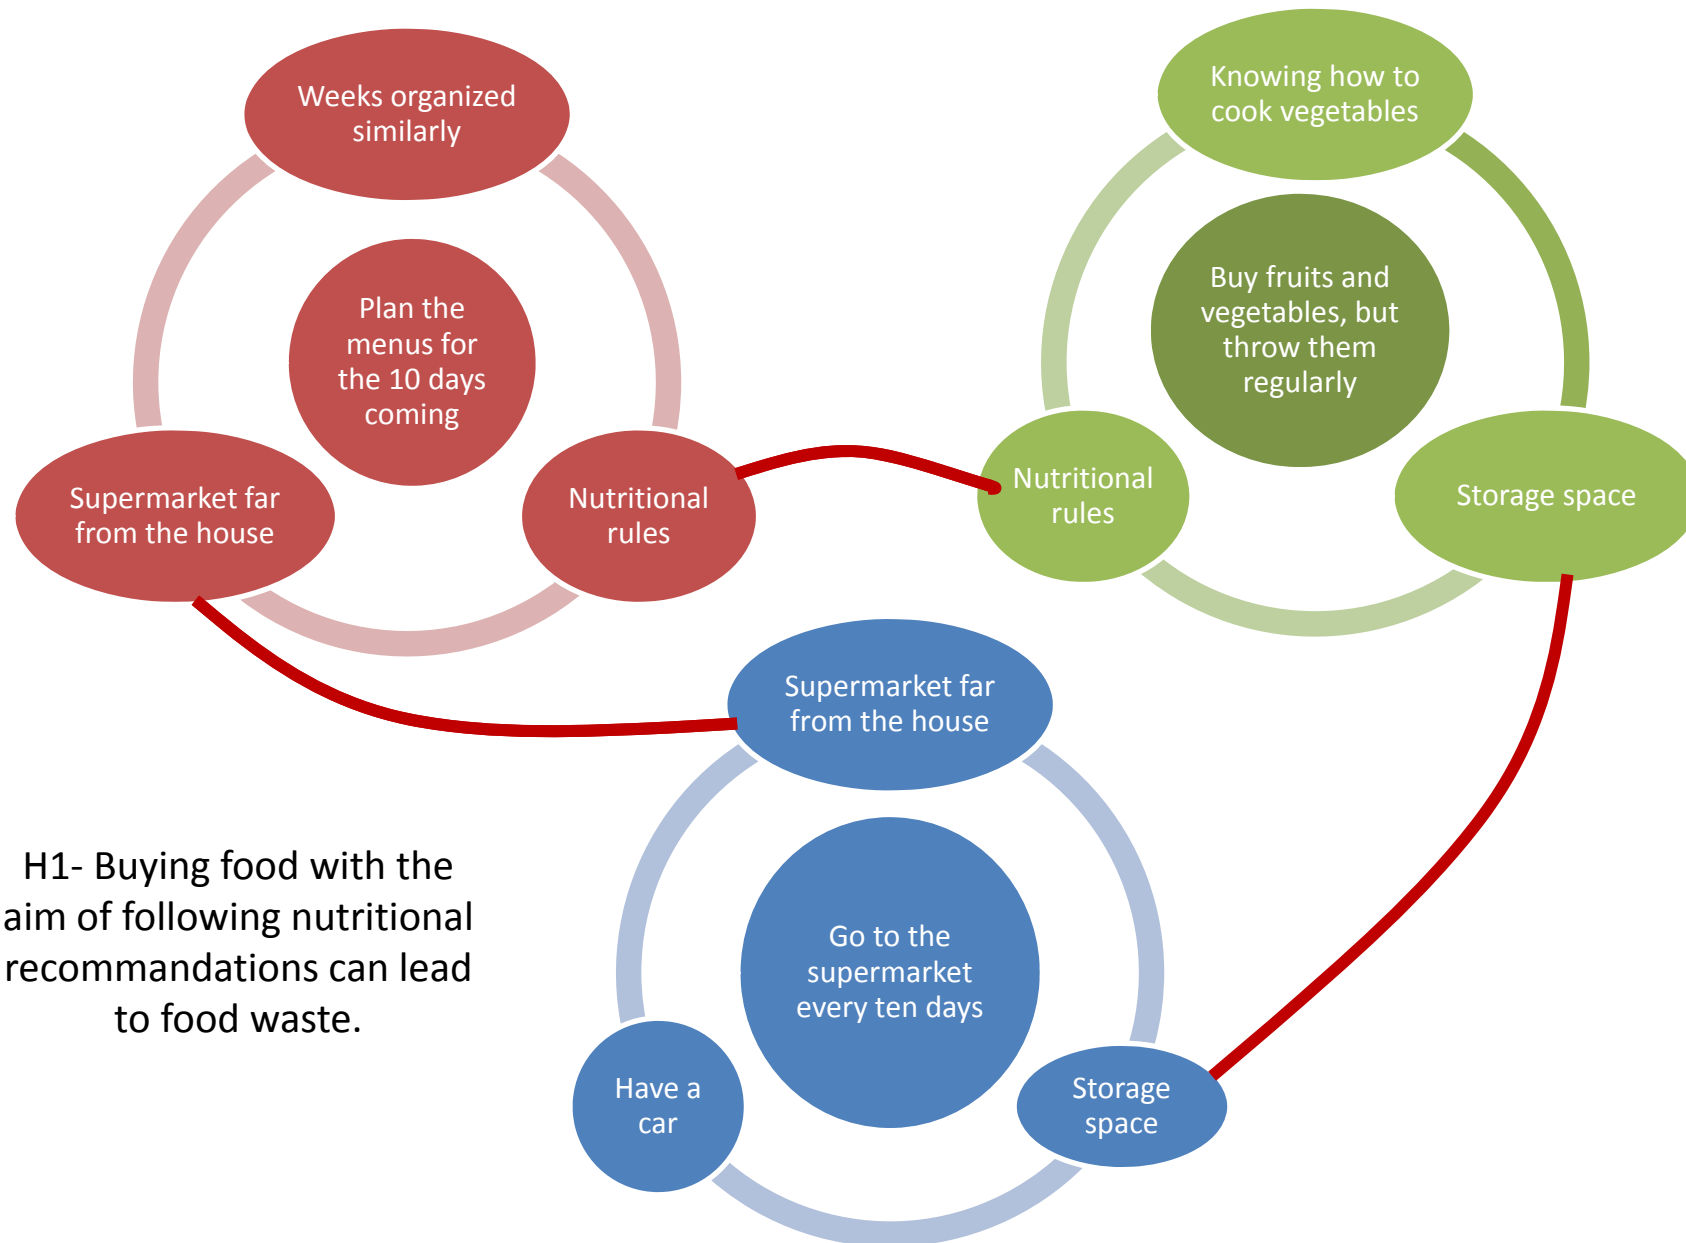 Weeks organized
similarly
Plan the
menus for
the 10 days
coming
Supermarket far
from the house
Nutritional
rules
Knowing how to
cook vegetables
Buy fruits and
vegetables, but
throw them
regularly
Nutritional
rules
Storage space
Supermarket far
from the house
Go to the
supermarket
every ten days
Have a
car
Storage
space
H1- Buying food with the
aim of following nutritional
recommandations can lead
to food waste.